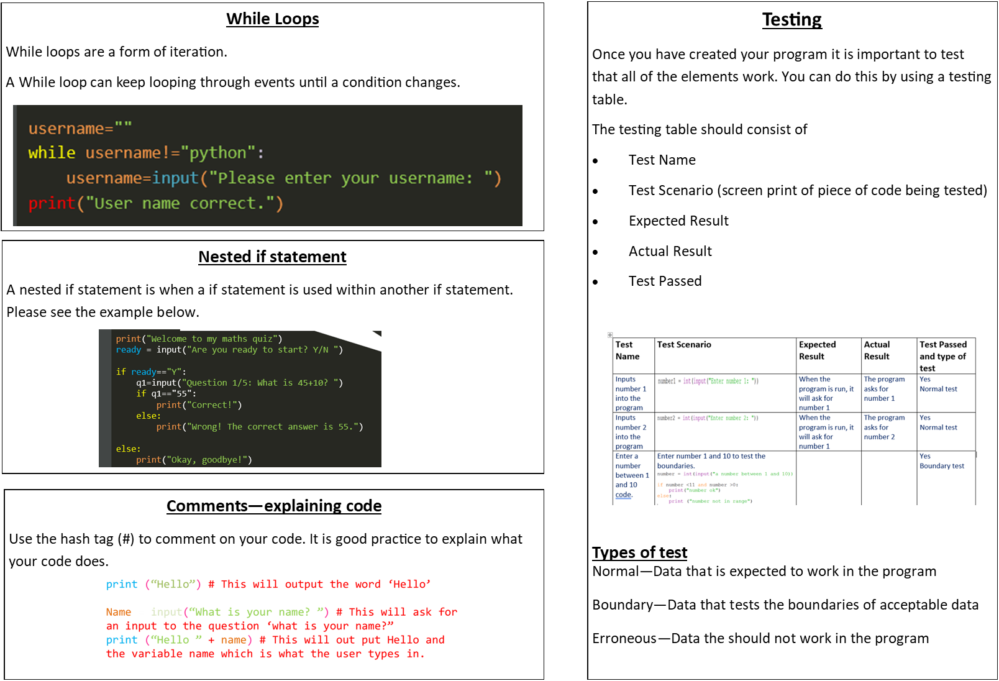 While Loops
While loops are a form of iteration.
A While loop can keep looping through events until a condition changes.
username=""
while username!="python":
    username=input("Please enter your username: ")
print("User name correct.")
Nested if statement
A nested if statement is when a if statement is used within another if statement.
Please see the example below.
print("Welcome to my maths quiz")
ready = input("Are you ready to start? Y/N ")
if ready=="Y":
    q1=input("Question 1/5: What is 45+10? ")
    if q1=="55":
        print("Correct!")
    else:
        print("Wrong! The correct answer is 55.")
else:
    print("Okay, goodbye!")
Comments—explaining code
Use the hash tag (#) to comment on your code. It is good practice to explain what
your code does.
print (“Hello”) # This will output the word ‘Hello’
Name input(“What is your name? ”) # This will ask for
an input to the question ‘what is your name?”
print (“Hello ” + name) # This will out put Hello and
the variable name which is what the user types in.
Testing
Once you have created your program it is important to test
that all of the elements work. You can do this by using a testing
table.
The testing table should consist of
• Test Name
• Test Scenario (screen print of piece of code being tested)
• Expected Result
• Actual Result
• Test Passed
Test
Name
Test Scenario
Expected
Result
Actual
Result
Test Passed
and type of
test
Inputs
number 1
into the
program
number1 = int(input("Enter number 1: "))
When the
program is run, it
will ask for
number 1
The program
asks for
number 1
Yes
Normal test
Inputs
number 2
into the
program
number2 = int(input("Enter number 2: "))
When the
program is run, it
will ask for
number 1
The program
asks for
number 2
Yes
Normal test
Enter a
number
between 1
and 10
code.
Enter number 1 and 10 to test the
boundaries.
number = int(input("a number between 1 and 10))
if number <11 and number >0:
    print("number ok")
else:
    print ("number not in range")
Yes
Boundary test
Types of test
Normal—Data that is expected to work in the program
Boundary—Data that tests the boundaries of acceptable data
Erroneous—Data the should not work in the program